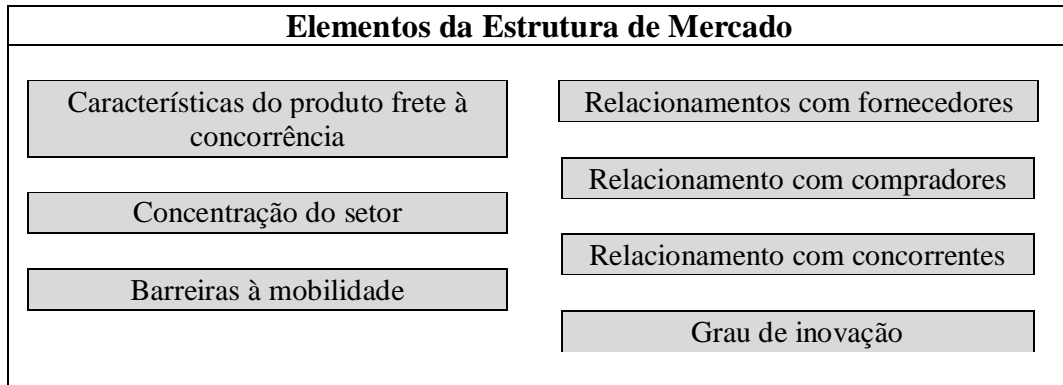 Elementos da Estrutura de Mercado
Características do produto frete à
concorrência
Concentração do setor
Barreiras à mobilidade
Relacionamentos com fornecedores
Relacionamento com compradores
Relacionamento com concorrentes
Grau de inovação